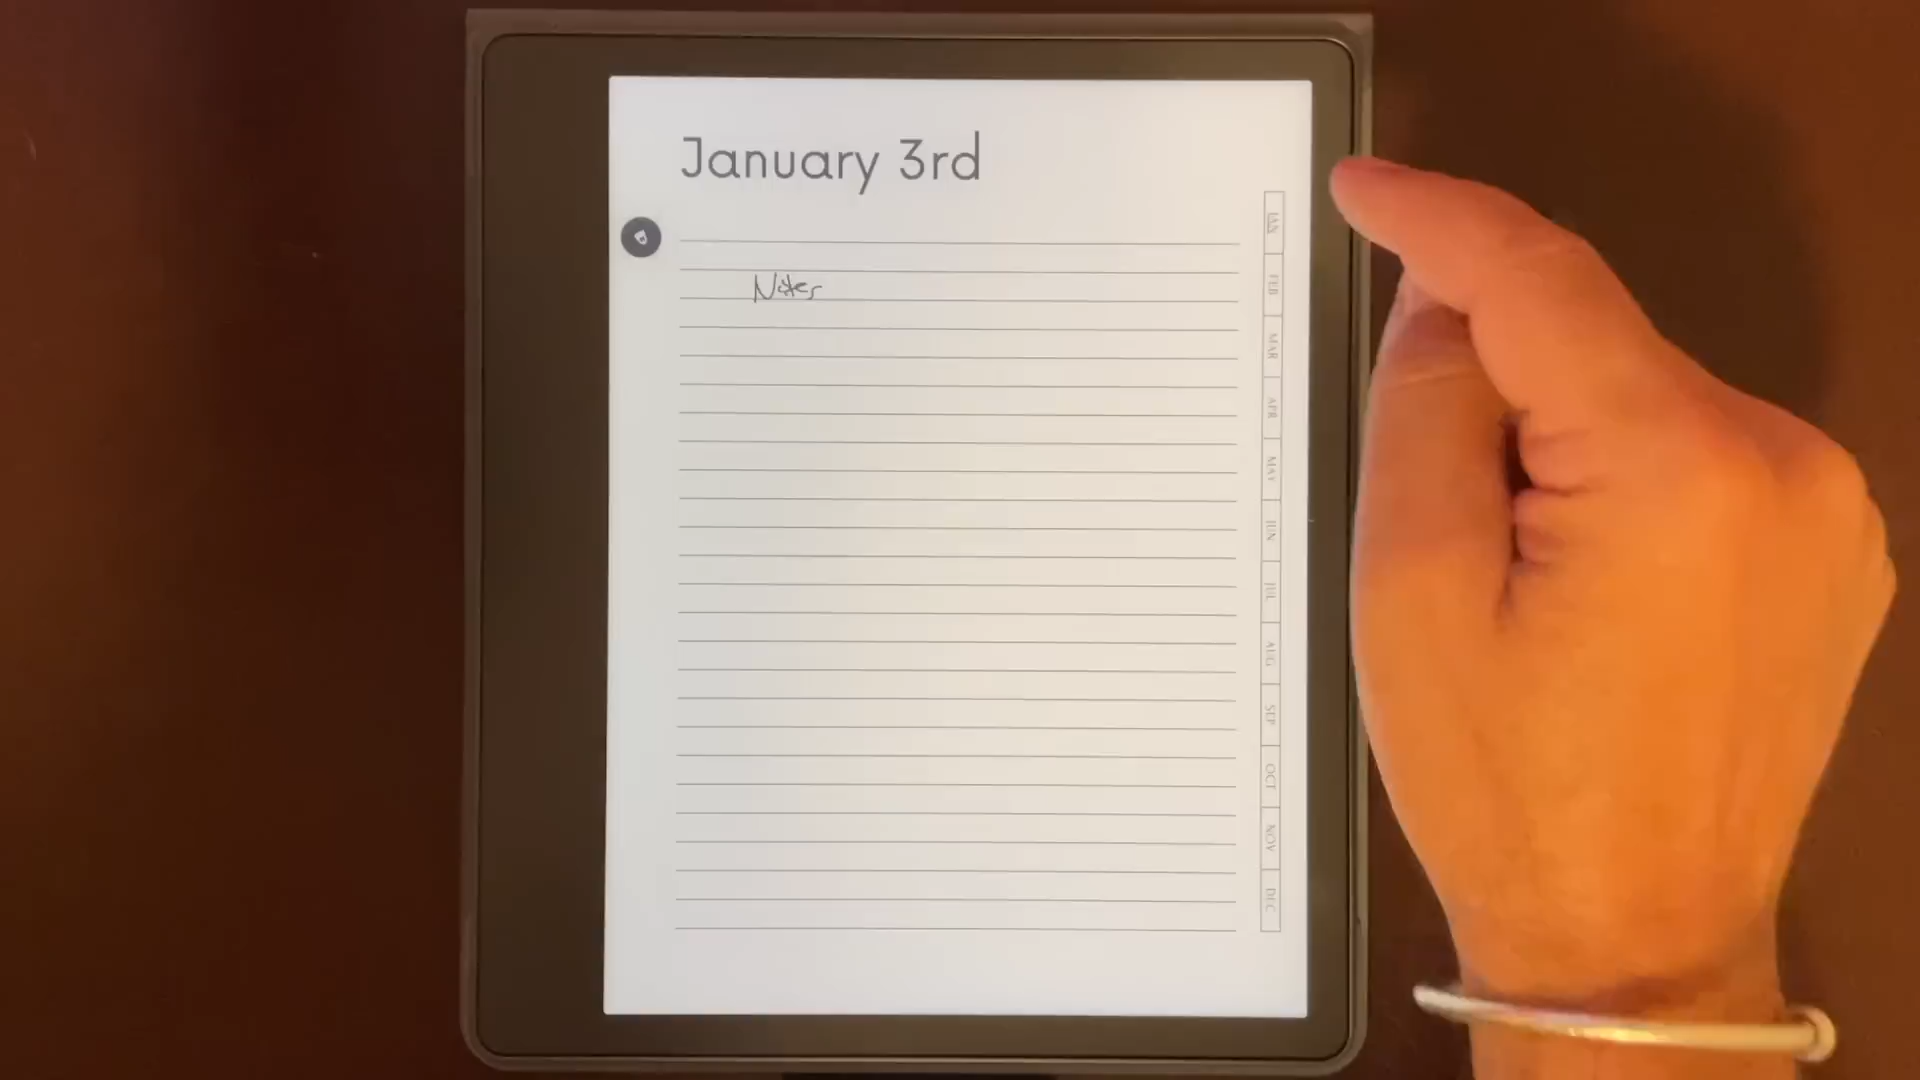 January 3rd
Notes
JAN
FEB
MAR
APR
MAY
JUN
JUL
AUG
SEP
OCT
NOV
DEC